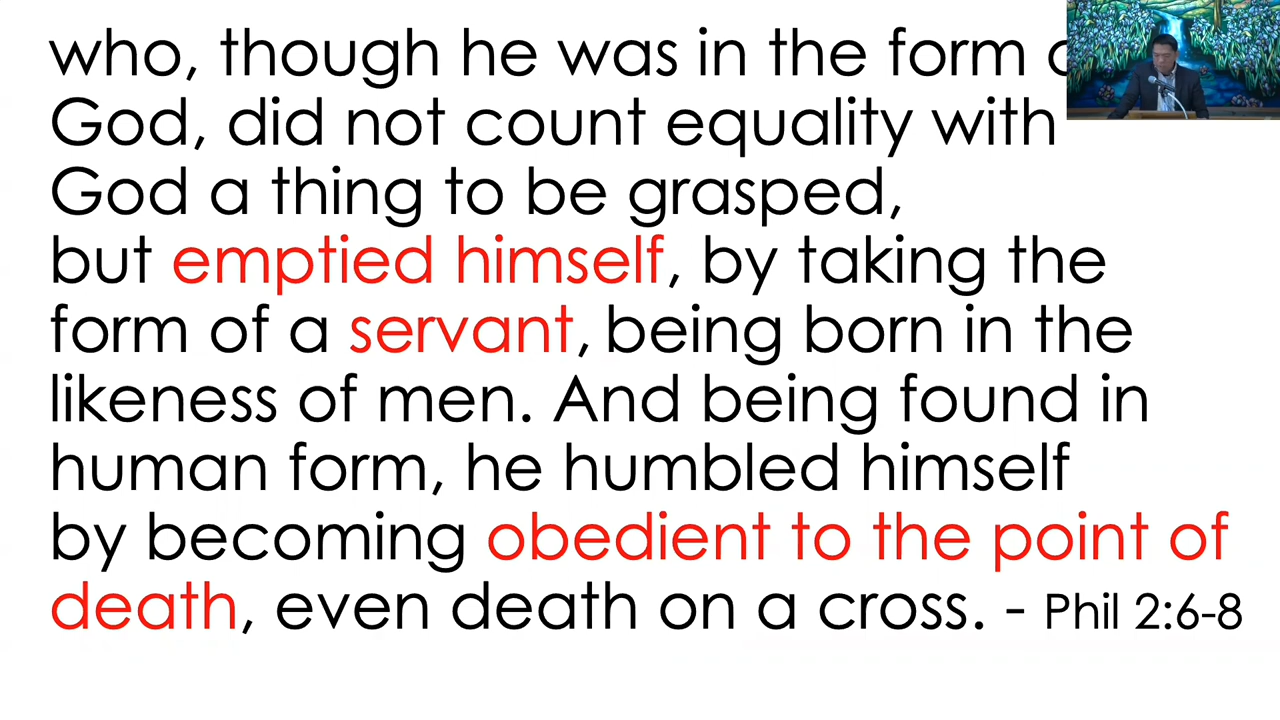 who, though he was in the form
God, did not count equality with
God a thing to be grasped,
but emptied himself, by taking the
form of a servant, being born in the
likeness of men. And being found in
human form, he humbled himself
by becoming obedient to the point of
death, even death on a cross. - Phil 2:6-8